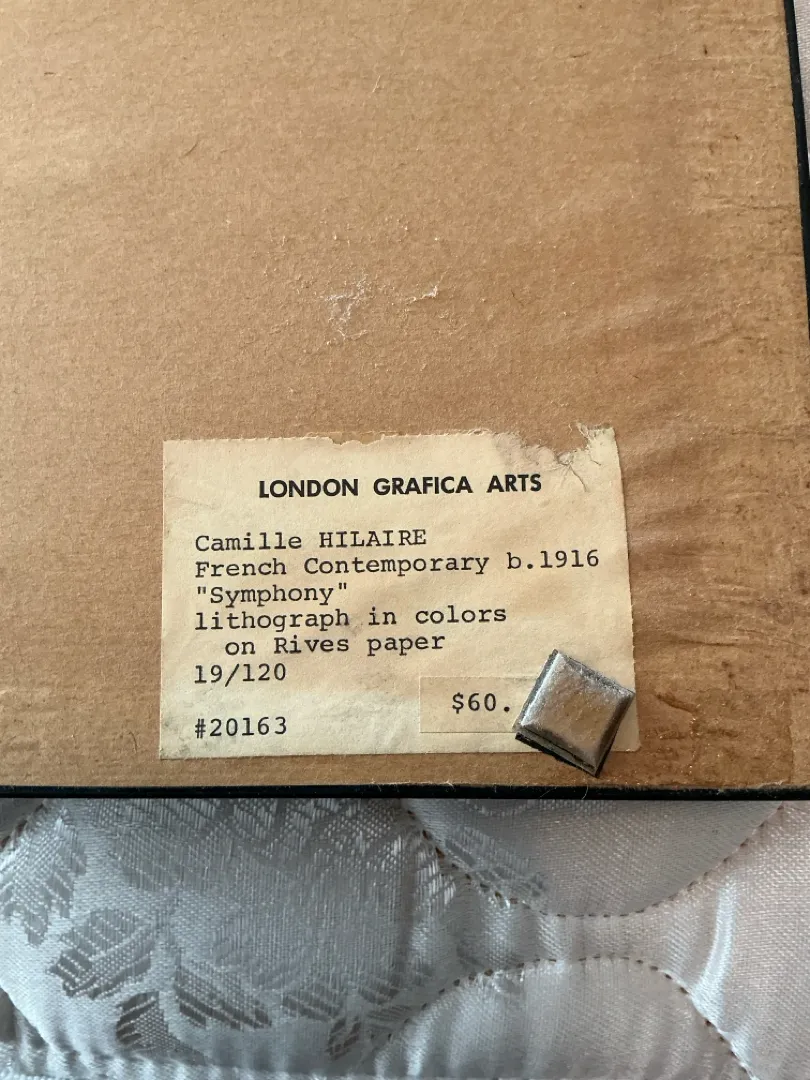 LONDON GRAFICA ARTS
Camille HILAIRE
French Contemporary b.1916
"Symphony"
lithograph in colors
on Rives paper
19/120
$60.
#20163